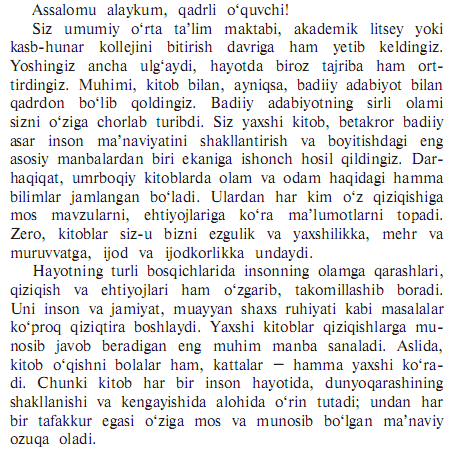 Assalomu alaykum, qadrli o‘quvchi!
Siz umumiy o‘rta ta’lim maktabi, akademik litsey yoki
kasb-hunar kollejini bitirish davriga ham yetib keldingiz.
Yoshingiz ancha ulg‘aydi, hayotda biroz tajriba ham ort-
tirdingiz. Muhimi, kitob bilan, ayniqsa, badiiy adabiyot bilan
qadrdon bo‘lib qoldingiz. Badiiy adabiyotning sirli olami
sizni o‘ziga chorlab turibdi. Siz yaxshi kitob, betakror badiiy
asar inson ma’naviyatini shakllantirish va boyitishdagi eng
asosiy manbalardan biri ekaniga ishonch hosil qildingiz. Dar-
haqiqat, umrboqiy kitoblarda olam va odam haqidagi hamma
bilimlar jamlangan bo‘ladi. Ulardan har kim o‘z qiziqishiga
mos mavzularni, ehtiyojlariga ko‘ra ma’lumotlarni topadi.
Zero, kitoblar siz-u bizni ezgulik va yaxshilikka, mehr va
muruvvatga, ijod va ijodkorlikka undaydi.
Hayotning turli bosqichlarida insonning olamga qarashlari,
qiziqish va ehtiyojlari ham o‘zgarib, takomillashib boradi.
Uni inson va jamiyat, muayyan shaxs ruhiyati kabi masalalar
ko‘proq qiziqtira boshlaydi. Yaxshi kitoblar qiziqishlarga mu-
nosib javob beradigan eng muhim manba sanaladi. Aslida,
kitob o‘qishni bolalar ham, kattalar – hamma yaxshi ko‘ra-
di. Chunki kitob har bir inson hayotida, dunyoqarashining
shakllanishi va kengayishida alohida o‘rin tutadi; undan har
bir tafakkur egasi o‘ziga mos va munosib bo‘lgan ma’naviy
ozuqa oladi.